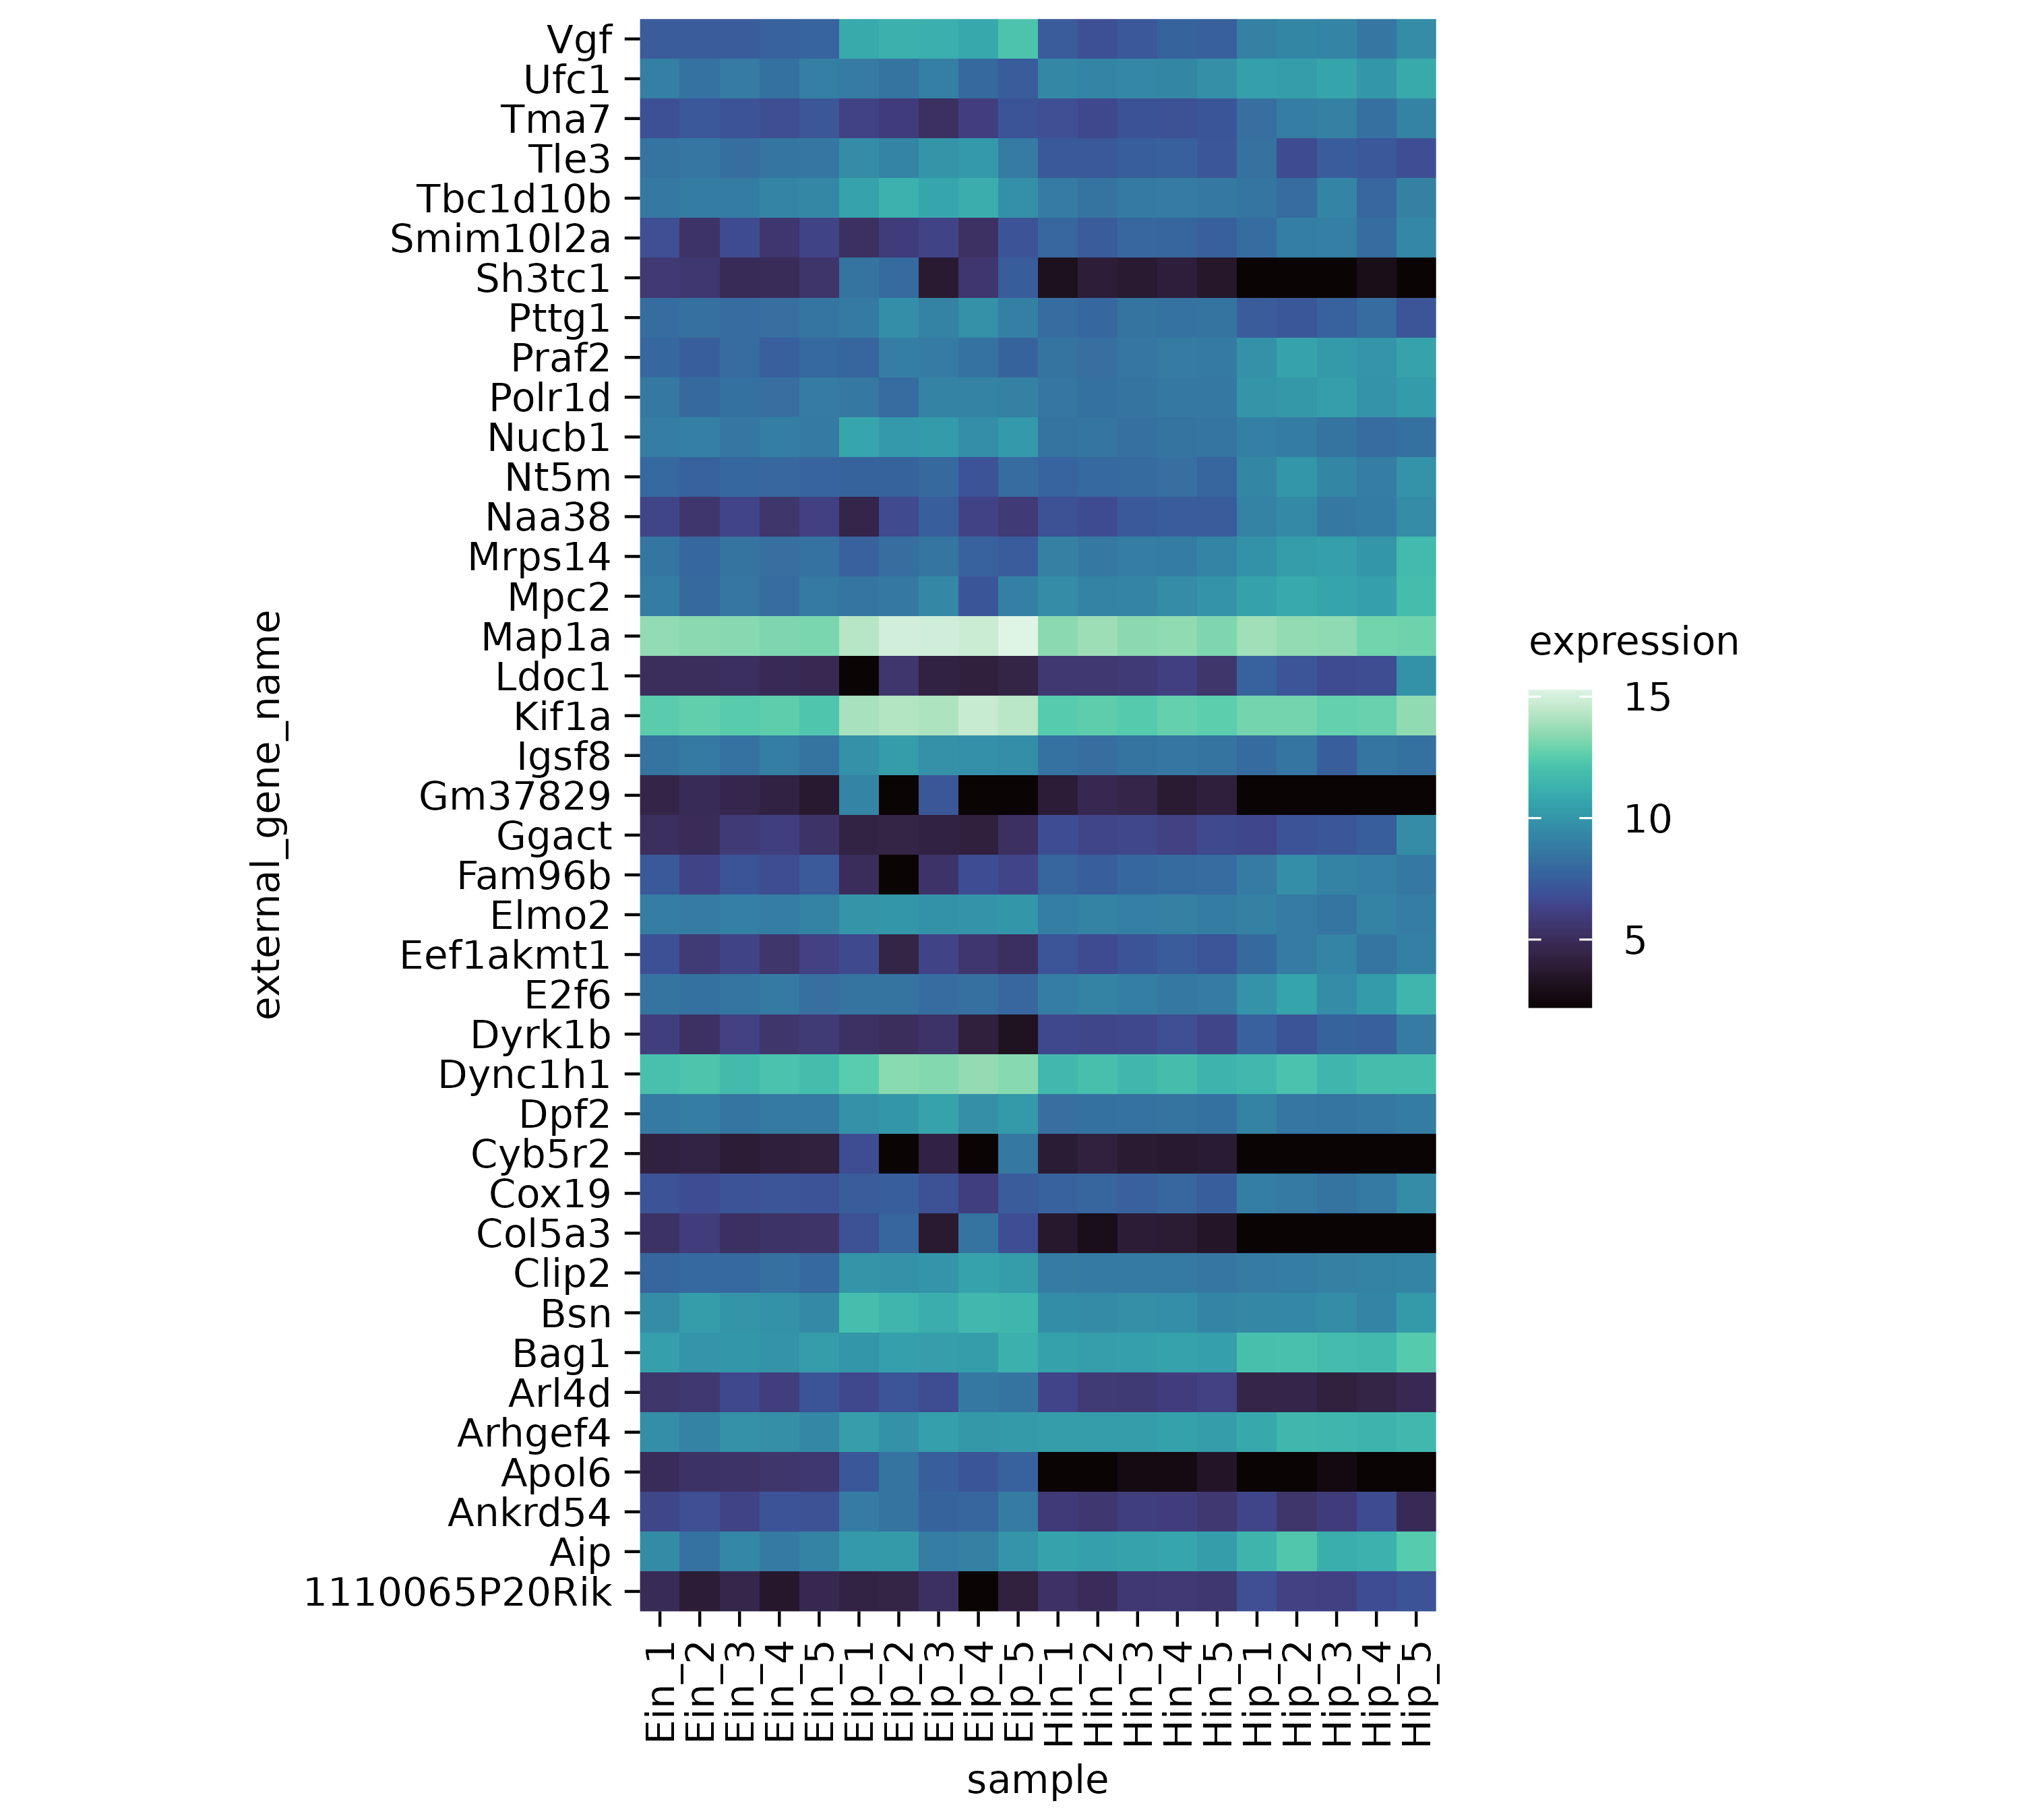 Vgf
Ufc1
Tma7
Tle3
Tbc1d10b
Smim10l2a
Sh3tc1
Pttg1
Praf2
Polr1d
Nucb1
Nt5m
Naa38
Mrps14
Mpc2
Map1a
Ldoc1
Kif1a
Igsf8
Gm37829
Ggact
Fam96b
Elmo2
Eef1akmt1
E2f6
Dyrk1b
Dync1h1
Dpf2
Cyb5r2
Cox19
Col5a3
Clip2
Bsn
Bag1
Arl4d
Arhgef4
Apol6
Ankrd54
Aip
1110065P20Rik
external_gene_name
Ein_1
Ein_2
Ein_3
Ein_4
Ein_5
Eip_1
Eip_2
Eip_3
Eip_4
Eip_5
Hin_1
Hin_2
Hin_3
Hin_4
Hin_5
Hip_1
Hip_2
Hip_3
Hip_4
Hip_5
sample
expression
15
10
5